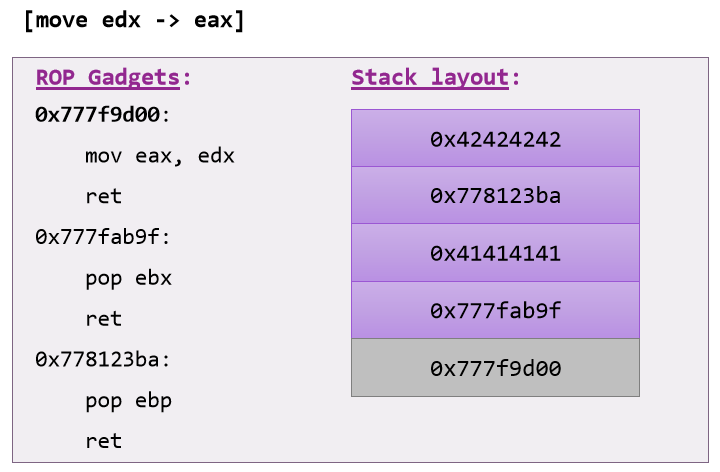 [move edx -> eax]
ROP Gadgets:
0x777f9d00:
mov eax, edx
ret
0x777fab9f:
pop ebx
ret
0x778123ba:
pop ebp
ret
Stack layout:
0x42424242
0x778123ba
0x41414141
0x777fab9f
0x777f9d00